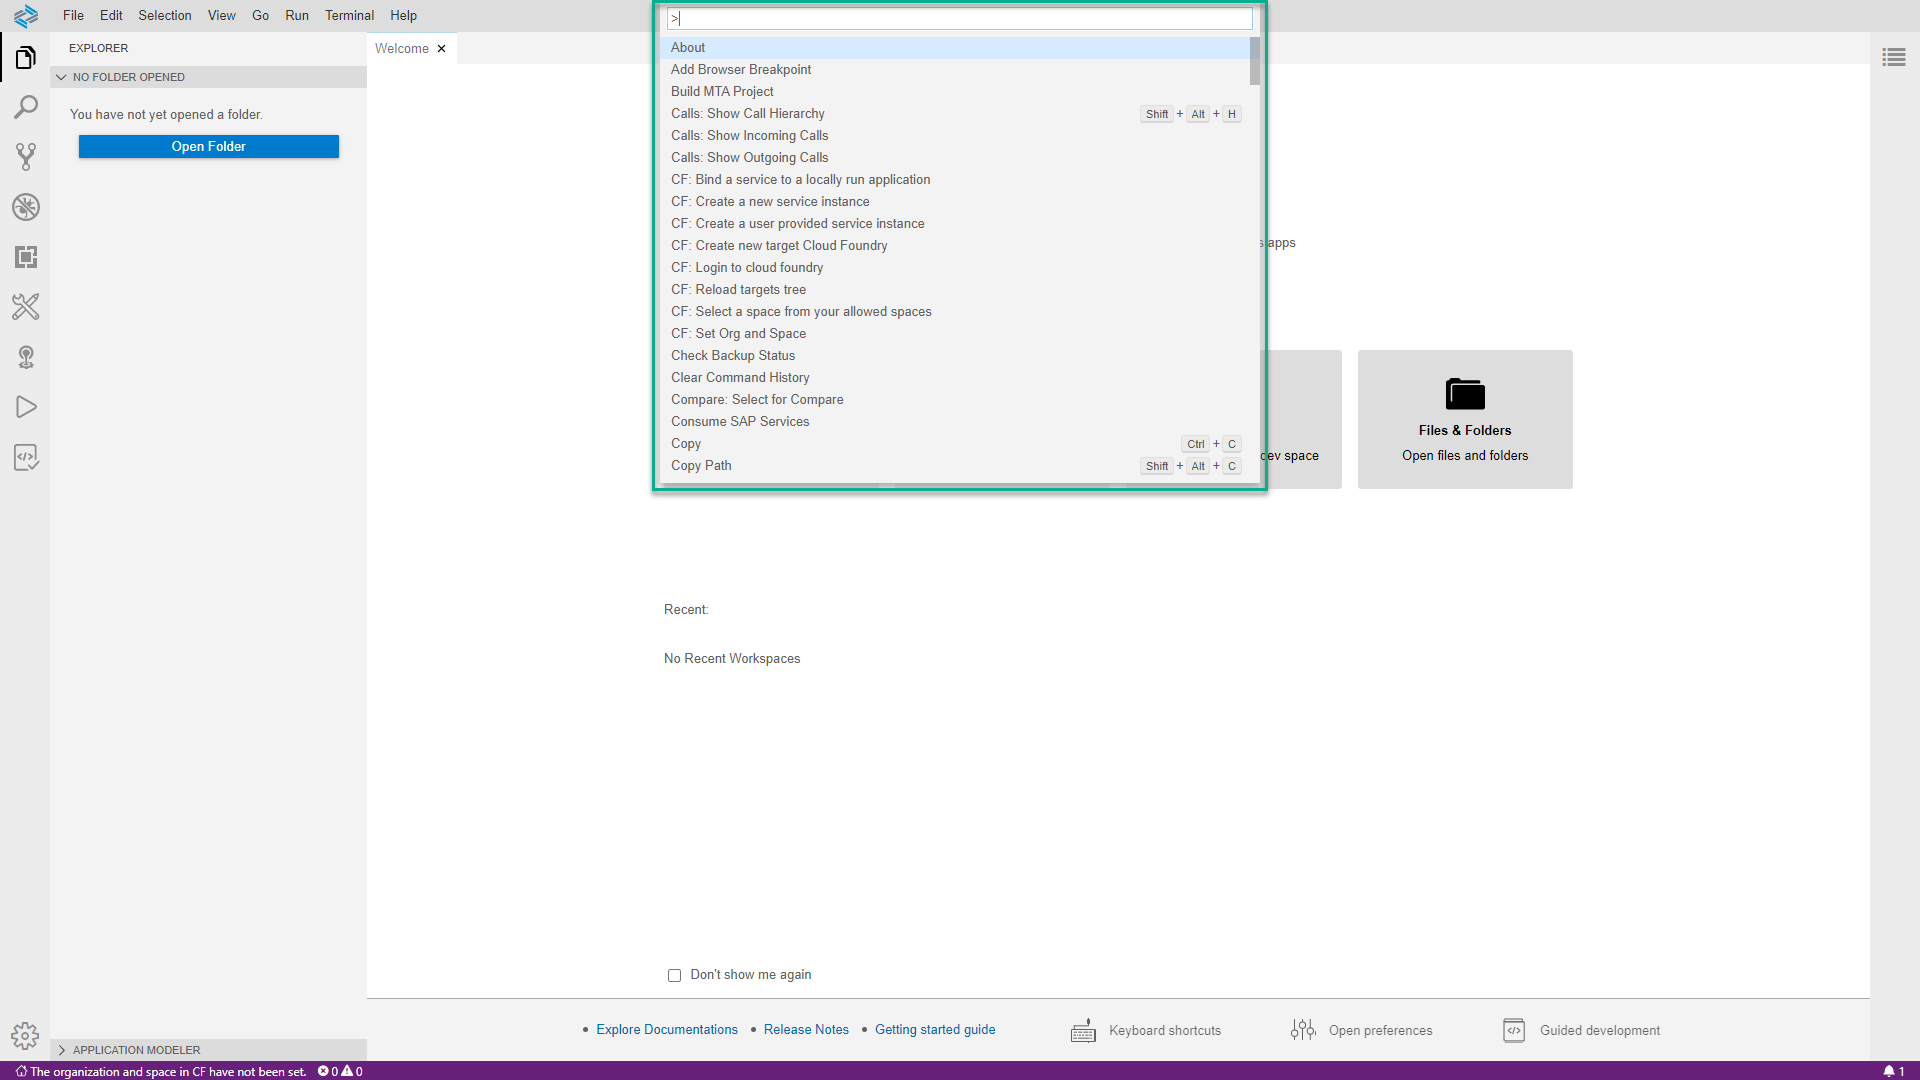 File Edit Selection View Go Run Terminal Help
>
EXPLORER
Welcome
NO FOLDER OPENED
You have not yet opened a folder.
Open Folder
About
Add Browser Breakpoint
Build MTA Project
Calls: Show Call Hierarchy Shift + Alt + H
Calls: Show Incoming Calls
Calls: Show Outgoing Calls
CF: Bind a service to a locally run application
CF: Create a new service instance
CF: Create a user provided service instance
CF: Create new target Cloud Foundry
s apps
CF: Login to cloud foundry
CF: Reload targets tree
CF: Select a space from your allowed spaces
CF: Set Org and Space
Check Backup Status
Clear Command History
Compare: Select for Compare
Consume SAP Services
Copy Ctrl + C
Copy Path Shift + Alt + C
dev space
Files & Folders
Open files and folders
Recent:
No Recent Workspaces
Don't show me again
• Explore Documentations • Release Notes • Getting started guide Keyboard shortcuts Open preferences Guided development
APPLICATION MODELER
The organization and space in CF have not been set. 0 0 1